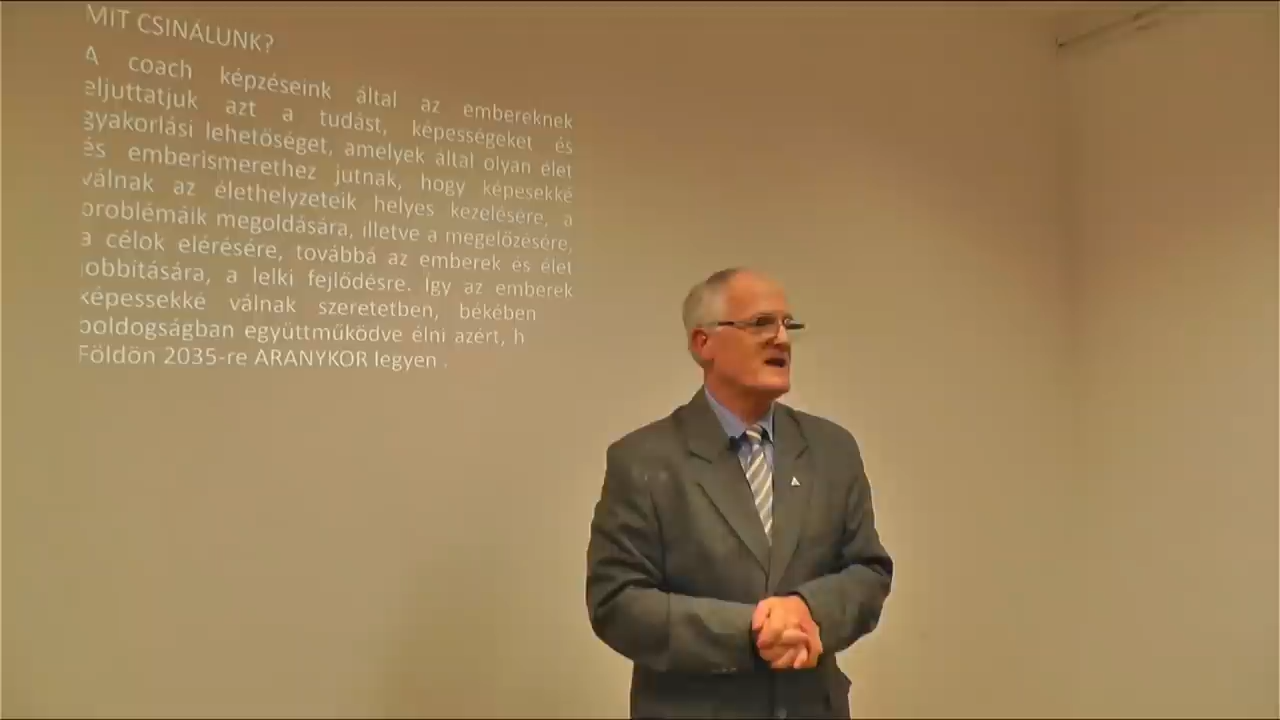 MIT CSINÁLUNK?
A coach képzéseink által az embereknek
eljuttatjuk azt a tudást, képességeket és
gyakorlási lehetőséget, amelyek által olyan élet
és emberismerethez jutnak, hogy képesekké
válnak az élethelyzeteik helyes kezelésére, a
problémáik megoldására, illetve a megelőzésére,
a célok elérésére, továbbá az emberek és élet
jobbítására, a lelki fejlődésre. Így az emberek
képessekké válnak szeretetben, békében
boldogságban együttműködve élni azért, h
Földön 2035-re ARANYKOR legyen .